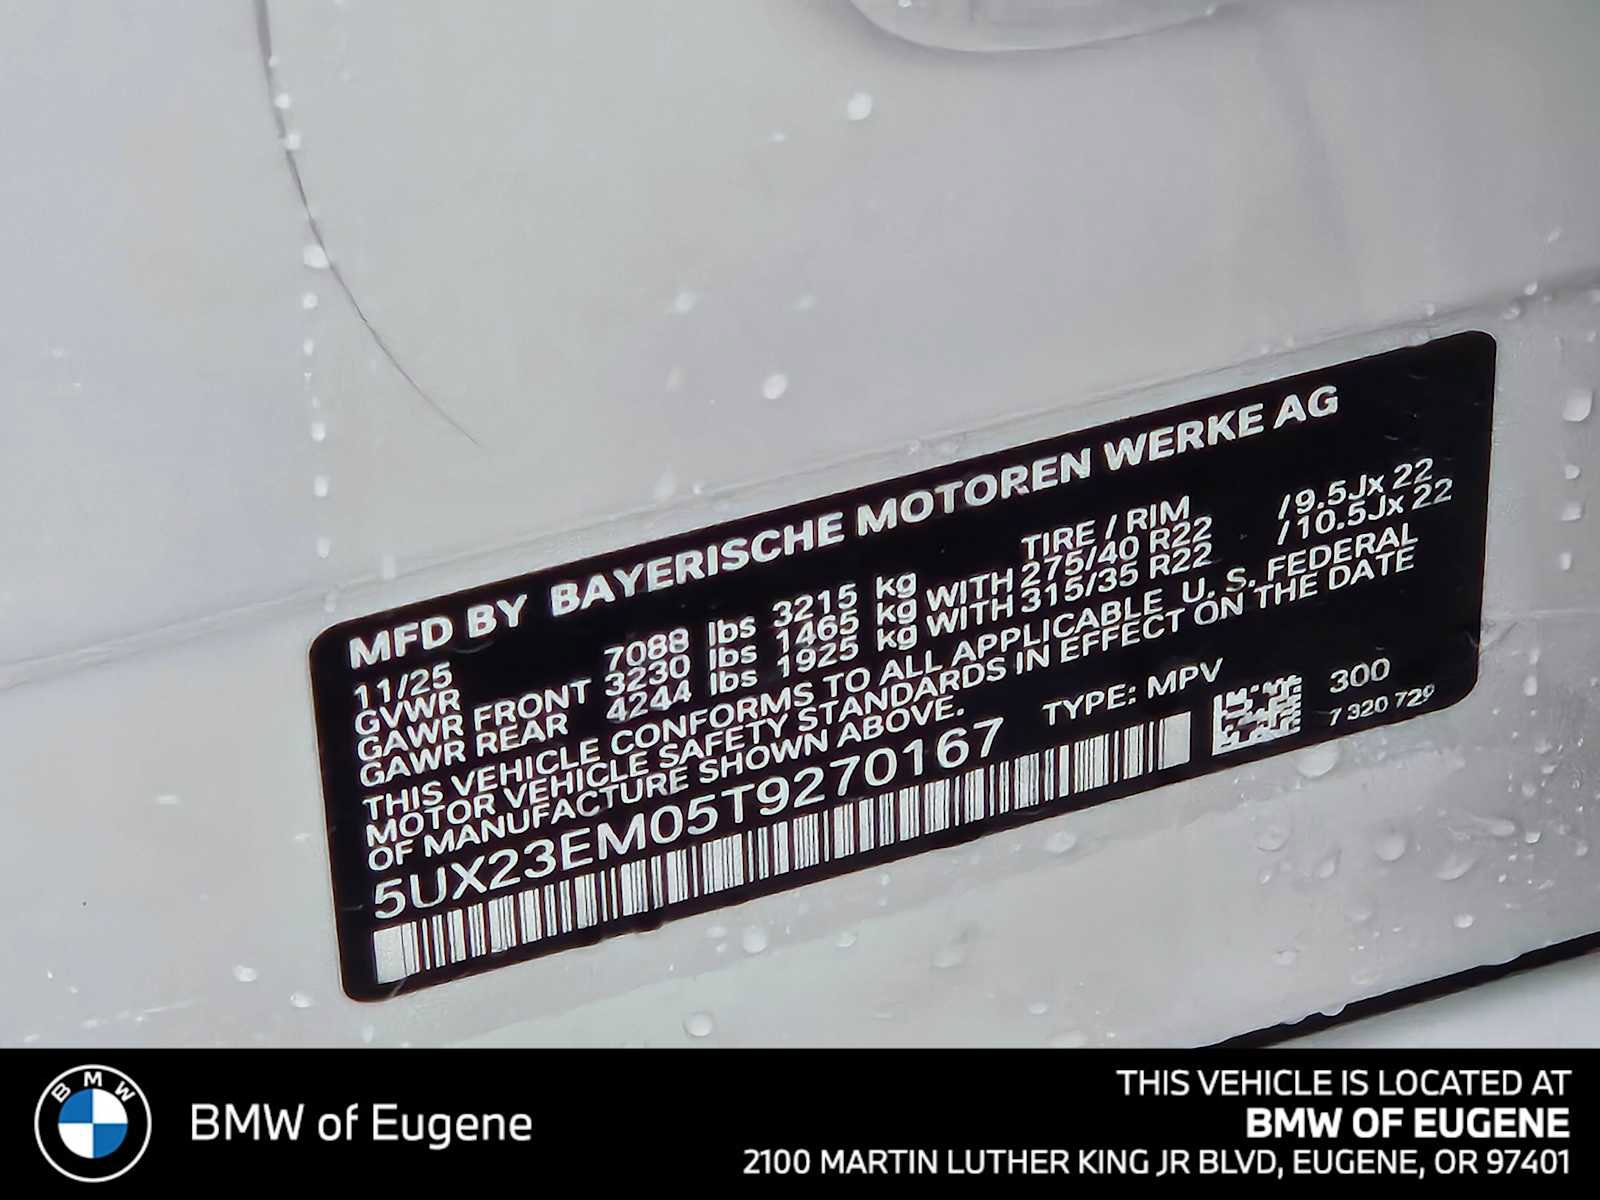 MFD BY BAYERISCHE MOTOREN WERKE AG
11/25 TIRE / RIM
GVWR 7088 lbs 3215 kg
GAWR FRONT 3230 lbs 1465 kg WITH 275/40 R22 /9.5Jx 22
GAWR REAR 4244 lbs 1925 kg WITH 315/35 R22 /10.5Jx 22
THIS VEHICLE CONFORMS TO ALL APPLICABLE U. S. FEDERAL
MOTOR VEHICLE SAFETY STANDARDS IN EFFECT ON THE DATE
OF MANUFACTURE SHOWN ABOVE.
5UX23EM05T9270167 TYPE: MPV
300
7 320 729
BMW
BMW of Eugene
THIS VEHICLE IS LOCATED AT
BMW OF EUGENE
2100 MARTIN LUTHER KING JR BLVD, EUGENE, OR 97401